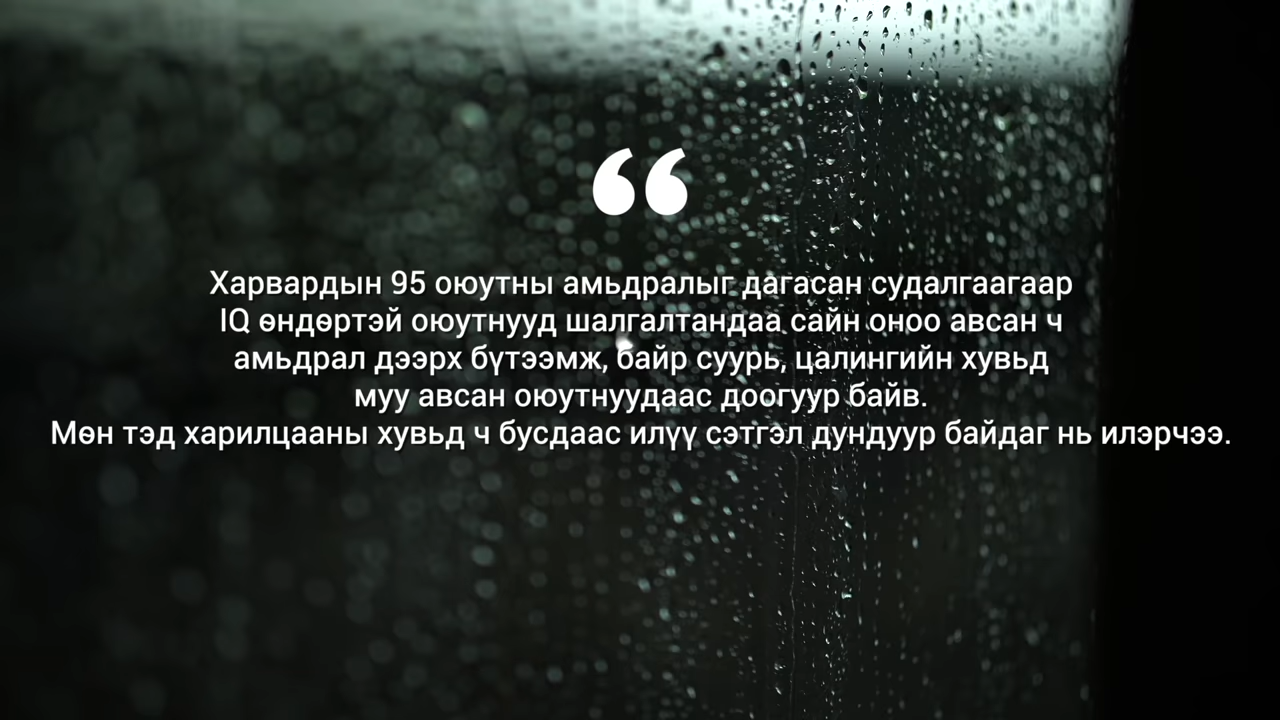 “
Харвардын 95 оюутны амьдралыг дагасан судалгаагаар
IQ өндөртэй оюутнууд шалгалтандаа сайн оноо авсан ч
амьдрал дээрх бүтээмж, байр суурь, цалингийн хувьд
муу авсан оюутнуудаас доогуур байв.
Мөн тэд харилцааны хувьд ч бусдаас илүү сэтгэл дундуур байдаг нь илэрчээ.